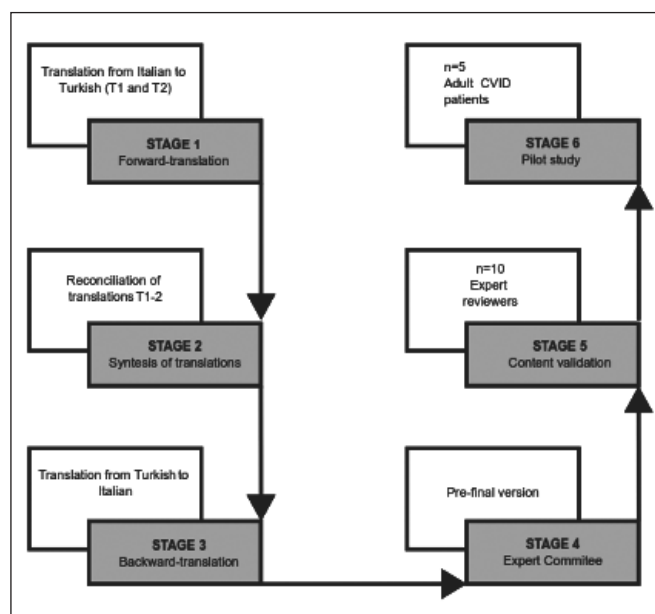 Translation from Italian to
Turkish (T1 and T2)
STAGE 1
Forward-translation
Reconciliation of
translations T1-2
STAGE 2
Syntesis of translations
Translation from Turkish to
Italian
STAGE 3
Backward-translation
Pre-final version
STAGE 4
Expert Commitee
n=10
Expert
reviewers
STAGE 5
Content validation
n=5
Adult CVID
patients
STAGE 6
Pilot study